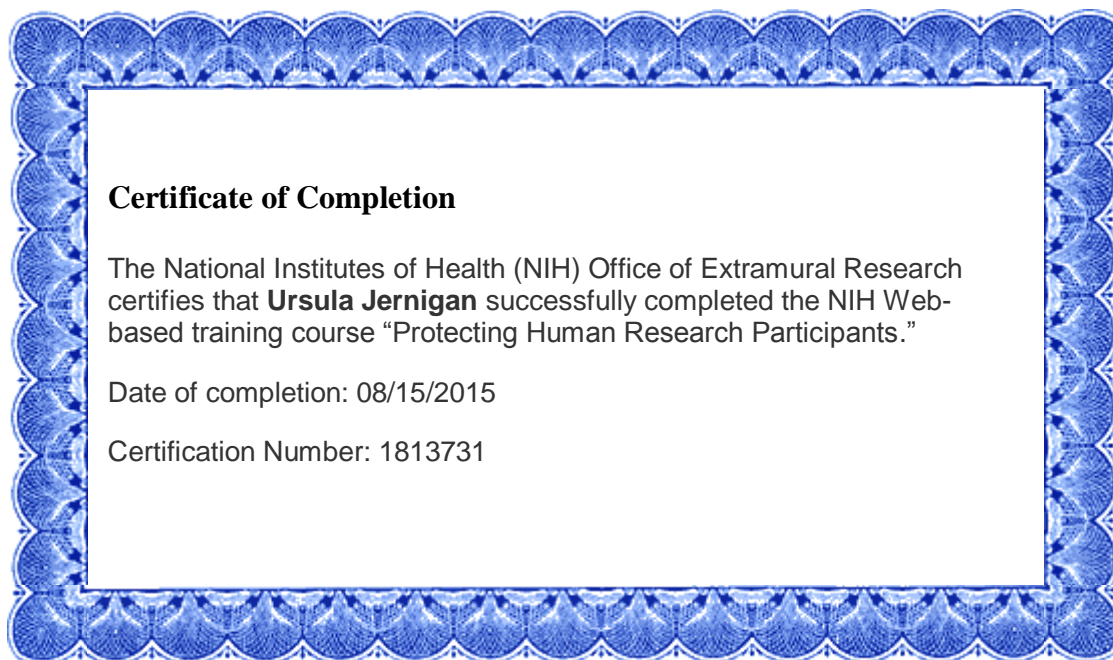 Certificate of Completion
The National Institutes of Health (NIH) Office of Extramural Research
certifies that Ursula Jernigan successfully completed the NIH Web-
based training course “Protecting Human Research Participants.”
Date of completion: 08/15/2015
Certification Number: 1813731